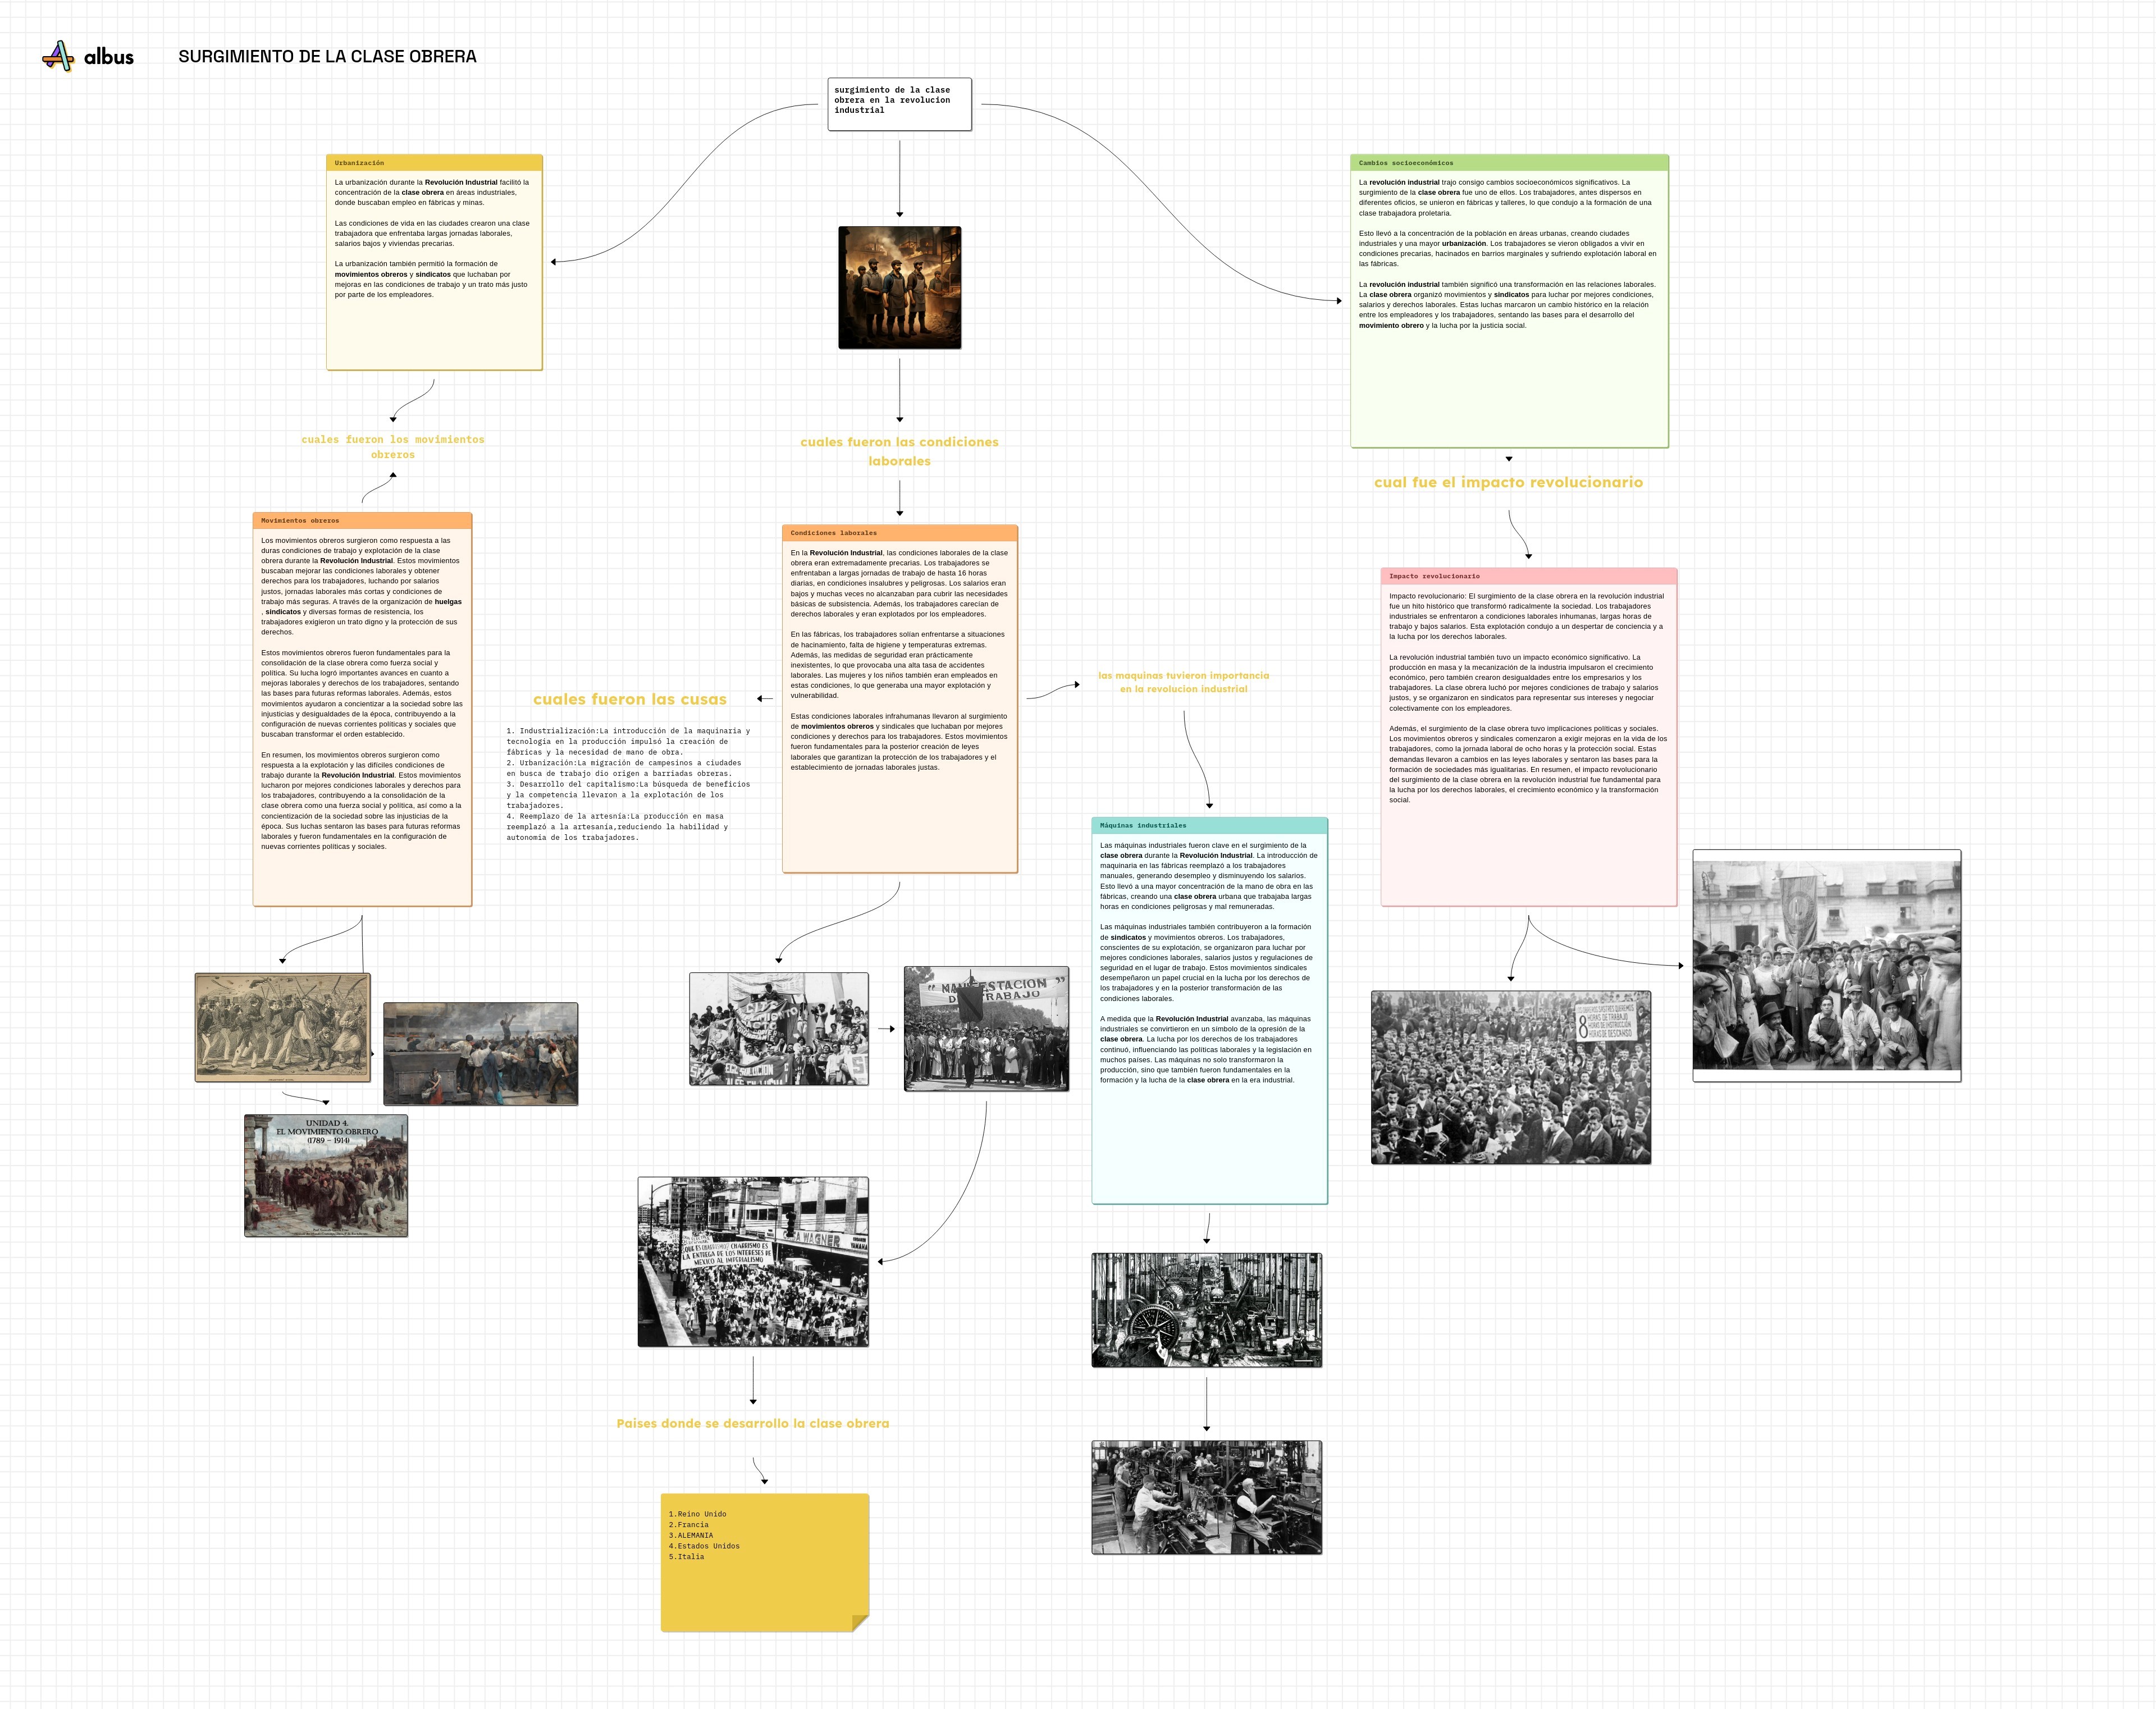 albus
SURGIMIENTO DE LA CLASE OBRERA
surgimiento de la clase
obrera en la revolucion
industrial
Urbanización
La urbanización durante la Revolución Industrial facilitó la
concentración de la clase obrera en áreas industriales,
donde buscaban empleo en fábricas y minas.
Las condiciones de vida en las ciudades crearon una clase
trabajadora que enfrentaba largas jornadas laborales,
salarios bajos y viviendas precarias.
La urbanización también permitió la formación de
movimientos obreros y sindicatos que luchaban por
mejoras en las condiciones de trabajo y un trato más justo
por parte de los empleadores.
Cambios socioeconómicos
La revolución industrial trajo consigo cambios socioeconómicos significativos. La
surgimiento de la clase obrera fue uno de ellos. Los trabajadores, antes dispersos en
diferentes oficios, se unieron en fábricas y talleres, lo que condujo a la formación de una
clase trabajadora proletaria.
Esto llevó a la concentración de la población en áreas urbanas, creando ciudades
industriales y una mayor urbanización. Los trabajadores se vieron obligados a vivir en
condiciones precarias, hacinados en barrios marginales y sufriendo explotación laboral en
las fábricas.
La revolución industrial también significó una transformación en las relaciones laborales.
La clase obrera organizó movimientos y sindicatos para luchar por mejores condiciones,
salarios y derechos laborales. Estas luchas marcaron un cambio histórico en la relación
entre los empleadores y los trabajadores, sentando las bases para el desarrollo del
movimiento obrero y la lucha por la justicia social.
cuales fueron los movimientos
obreros
cuales fueron las condiciones
laborales
cual fue el impacto revolucionario
Movimientos obreros
Los movimientos obreros surgieron como respuesta a las
duras condiciones de trabajo y explotación de la clase
obrera durante la Revolución Industrial. Estos movimientos
buscaban mejorar las condiciones laborales y obtener
derechos para los trabajadores, luchando por salarios
justos, jornadas laborales más cortas y condiciones de
trabajo más seguras. A través de la organización de huelgas
, sindicatos y diversas formas de resistencia, los
trabajadores exigieron un trato digno y la protección de sus
derechos.
Estos movimientos obreros fueron fundamentales para la
consolidación de la clase obrera como fuerza social y
política. Su lucha logró importantes avances en cuanto a
mejoras laborales y derechos de los trabajadores, sentando
las bases para futuras reformas laborales. Además, estos
movimientos ayudaron a concientizar a la sociedad sobre las
injusticias y desigualdades de la época, contribuyendo a la
configuración de nuevas corrientes políticas y sociales que
buscaban transformar el orden establecido.
En resumen, los movimientos obreros surgieron como
respuesta a la explotación y las difíciles condiciones de
trabajo durante la Revolución Industrial. Estos movimientos
lucharon por mejores condiciones laborales y derechos para
los trabajadores, contribuyendo a la consolidación de la
clase obrera como una fuerza social y política, así como a la
concientización de la sociedad sobre las injusticias de la
época. Sus luchas sentaron las bases para futuras reformas
laborales y fueron fundamentales en la configuración de
nuevas corrientes políticas y sociales.
Condiciones laborales
En la Revolución Industrial, las condiciones laborales de la clase
obrera eran extremadamente precarias. Los trabajadores se
enfrentaban a largas jornadas de trabajo de hasta 16 horas
diarias, en condiciones insalubres y peligrosas. Los salarios eran
bajos y muchas veces no alcanzaban para cubrir las necesidades
básicas de subsistencia. Además, los trabajadores carecían de
derechos laborales y eran explotados por los empleadores.
En las fábricas, los trabajadores solían enfrentarse a situaciones
de hacinamiento, falta de higiene y temperaturas extremas.
Además, las medidas de seguridad eran prácticamente
inexistentes, lo que provocaba una alta tasa de accidentes
laborales. Las mujeres y los niños también eran empleados en
estas condiciones, lo que generaba una mayor explotación y
vulnerabilidad.
Estas condiciones laborales infrahumanas llevaron al surgimiento
de movimientos obreros y sindicales que luchaban por mejores
condiciones y derechos para los trabajadores. Estos movimientos
fueron fundamentales para la posterior creación de leyes
laborales que garantizan la protección de los trabajadores y el
establecimiento de jornadas laborales justas.
cuales fueron las cusas
1. Industrialización:La introducción de la maquinaria y
tecnologia en la producción impulsó la creación de
fábricas y la necesidad de mano de obra.
2. Urbanización:La migración de campesinos a ciudades
en busca de trabajo dio origen a barriadas obreras.
3. Desarrollo del capitalismo:La búsqueda de beneficios
y la competencia llevaron a la explotación de los
trabajadores.
4. Reemplazo de la artesnía:La producción en masa
reemplazó a la artesanía,reduciendo la habilidad y
autonomia de los trabajadores.
las maquinas tuvieron importancia
en la revolucion industrial
Máquinas industriales
Las máquinas industriales fueron clave en el surgimiento de la
clase obrera durante la Revolución Industrial. La introducción de
maquinaria en las fábricas reemplazó a los trabajadores
manuales, generando desempleo y disminuyendo los salarios.
Esto llevó a una mayor concentración de la mano de obra en las
fábricas, creando una clase obrera urbana que trabajaba largas
horas en condiciones peligrosas y mal remuneradas.
Las máquinas industriales también contribuyeron a la formación
de sindicatos y movimientos obreros. Los trabajadores,
conscientes de su explotación, se organizaron para luchar por
mejores condiciones laborales, salarios justos y regulaciones de
seguridad en el lugar de trabajo. Estos movimientos sindicales
desempeñaron un papel crucial en la lucha por los derechos de
los trabajadores y en la posterior transformación de las
condiciones laborales.
A medida que la Revolución Industrial avanzaba, las máquinas
industriales se convirtieron en un símbolo de la opresión de la
clase obrera. La lucha por los derechos de los trabajadores
continuó, influenciando las políticas laborales y la legislación en
muchos países. Las máquinas no solo transformaron la
producción, sino que también fueron fundamentales en la
formación y la lucha de la clase obrera en la era industrial.
Impacto revolucionario
Impacto revolucionario: El surgimiento de la clase obrera en la revolución industrial
fue un hito histórico que transformó radicalmente la sociedad. Los trabajadores
industriales se enfrentaron a condiciones laborales inhumanas, largas horas de
trabajo y bajos salarios. Esta explotación condujo a un despertar de conciencia y a
la lucha por los derechos laborales.
La revolución industrial también tuvo un impacto económico significativo. La
producción en masa y la mecanización de la industria impulsaron el crecimiento
económico, pero también crearon desigualdades entre los empresarios y los
trabajadores. La clase obrera luchó por mejores condiciones de trabajo y salarios
justos, y se organizaron en sindicatos para representar sus intereses y negociar
colectivamente con los empleadores.
Además, el surgimiento de la clase obrera tuvo implicaciones políticas y sociales.
Los movimientos obreros y sindicales comenzaron a exigir mejoras en la vida de los
trabajadores, como la jornada laboral de ocho horas y la protección social. Estas
demandas llevaron a cambios en las leyes laborales y sentaron las bases para la
formación de sociedades más igualitarias. En resumen, el impacto revolucionario
del surgimiento de la clase obrera en la revolución industrial fue fundamental para
la lucha por los derechos laborales, el crecimiento económico y la transformación
social.
UNIDAD 4.
EL MOVIMIENTO OBRERO
(1789 – 1914)
“ MANIFESTACION ”
TRABAJO
8
HORAS DE TRABAJO
HORAS DE INSTRUCCIÓN
HORAS DE DESCANSO
CHARRISMO ES
LA ENTREGA DE LOS INTERESES DE
MEXICO AL IMPERIALISMO
WAGNER
YAMAHA
Paises donde se desarrollo la clase obrera
1.Reino Unido
2.Francia
3.ALEMANIA
4.Estados Unidos
5.Italia